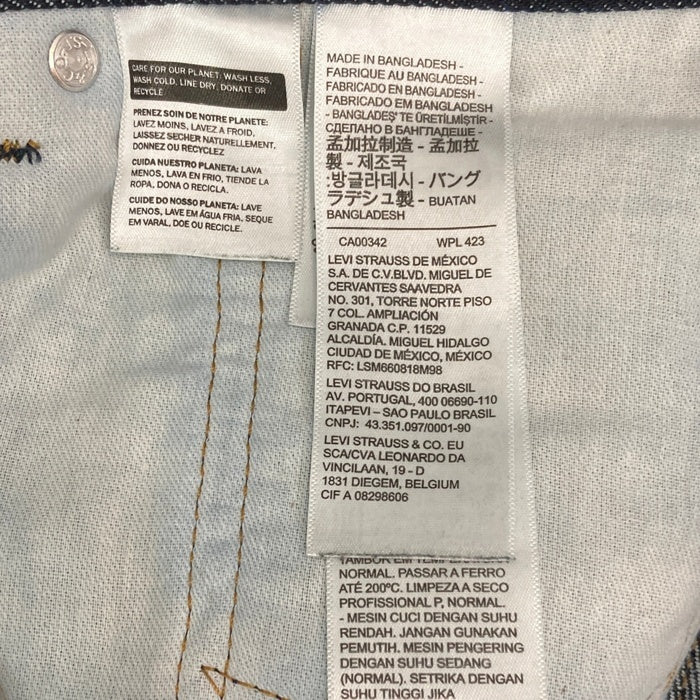 CARE FOR OUR PLANET: WASH LESS,
WASH COLD, LINE DRY, DONATE OR
RECYCLE
PRENEZ SOIN DE NOTRE PLANETE:
LAVEZ MOINS, LAVEZ A FROID,
LAISSEZ SECHER NATURELLEMENT,
DONNEZ OU RECYCLEZ
CUIDA NUESTRO PLANETA: LAVA
MENOS, LAVA EN FRIO, TIENDE LA
ROPA, DONA O RECICLA.
CUIDE DO NOSSO PLANETA: LAVE
MENOS, LAVE EM ÁGUA FRIA, SEQUE
EM VARAL, DOE OU RECICLE.
MADE IN BANGLADESH -
FABRIQUE AU BANGLADESH -
FABRICADO EN BANGLADESH -
FABRICADO EM BANGLADESH
- BANGLADEŞ'TE ÜRETİLMİŞTİR -
СДЕЛАНО В БАНГЛАДЕШЕ -
孟加拉制造 - 孟加拉
製 - 제조국
:방글라데시 - バング
ラデシュ製 - BUATAN
BANGLADESH
CA00342 WPL 423
LEVI STRAUSS DE MÉXICO
S.A. DE C.V.BLVD. MIGUEL DE
CERVANTES SAAVEDRA
NO. 301, TORRE NORTE PISO
7 COL. AMPLIACIÓN
GRANADA C.P. 11529
ALCALDÍA. MIGUEL HIDALGO
CIUDAD DE MÉXICO, MÉXICO
RFC: LSM660818M98
LEVI STRAUSS DO BRASIL
AV. PORTUGAL, 400 06690-110
ITAPEVI – SAO PAULO BRASIL
CNPJ: 43.351.097/0001-90
LEVI STRAUSS & CO. EU
SCA/CVA LEONARDO DA
VINCILAAN, 19 - D
1831 DIEGEM, BELGIUM
CIF A 08298606
TAMBOR EM
NORMAL. PASSAR A FERRO
ATÉ 200ºC. LIMPEZA A SECO
PROFISSIONAL P, NORMAL.
- MESIN CUCI DENGAN SUHU
RENDAH. JANGAN GUNAKAN
PEMUTIH. MESIN PENGERING
DENGAN SUHU SEDANG
(NORMAL). SETRIKA DENGAN
SUHU TINGGI JIKA